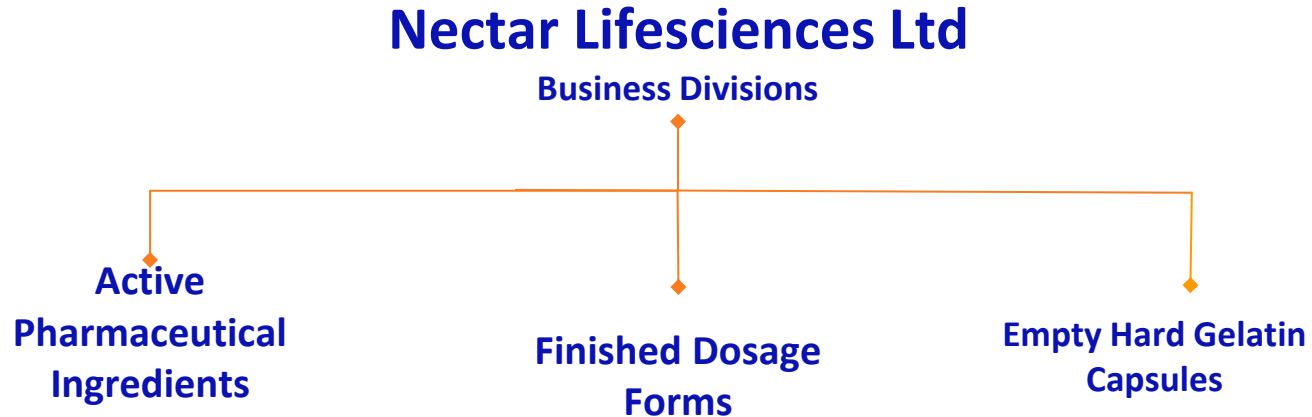 Nectar Lifesciences Ltd
Business Divisions
Active
Pharmaceutical
Ingredients
Finished Dosage
Forms
Empty Hard Gelatin
Capsules